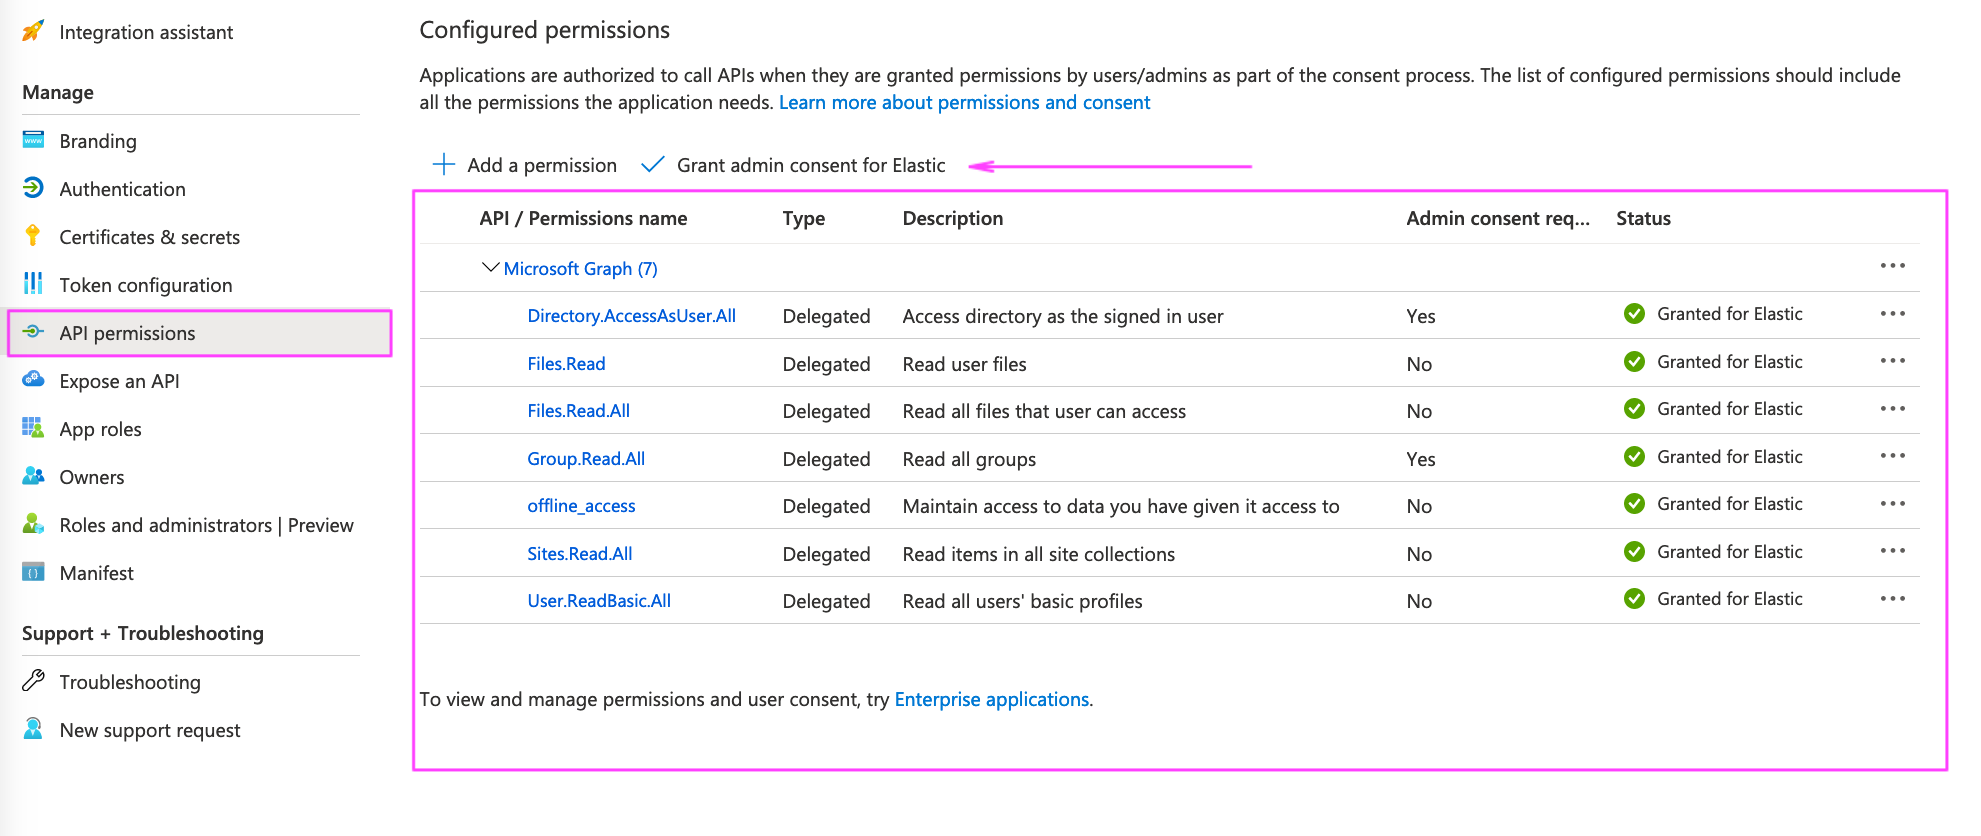 Integration assistant
Manage
Branding
Authentication
Certificates & secrets
Token configuration
API permissions
Expose an API
App roles
Owners
Roles and administrators | Preview
Manifest
Support + Troubleshooting
Troubleshooting
New support request
Configured permissions
Applications are authorized to call APIs when they are granted permissions by users/admins as part of the consent process. The list of configured permissions should include
all the permissions the application needs. Learn more about permissions and consent
Add a permission Grant admin consent for Elastic
API / Permissions name Type Description Admin consent req... Status
Microsoft Graph (7)
Directory.AccessAsUser.All Delegated Access directory as the signed in user Yes Granted for Elastic
Files.Read Delegated Read user files No Granted for Elastic
Files.Read.All Delegated Read all files that user can access No Granted for Elastic
Group.Read.All Delegated Read all groups Yes Granted for Elastic
offline_access Delegated Maintain access to data you have given it access to No Granted for Elastic
Sites.Read.All Delegated Read items in all site collections No Granted for Elastic
User.ReadBasic.All Delegated Read all users' basic profiles No Granted for Elastic
To view and manage permissions and user consent, try Enterprise applications.